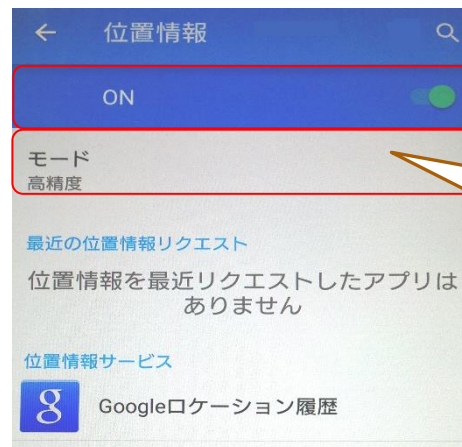 位置情報
ON
モード
高精度
最近の位置情報リクエスト
位置情報を最近リクエストしたアプリは
ありません
位置情報サービス
Googleロケーション履歴